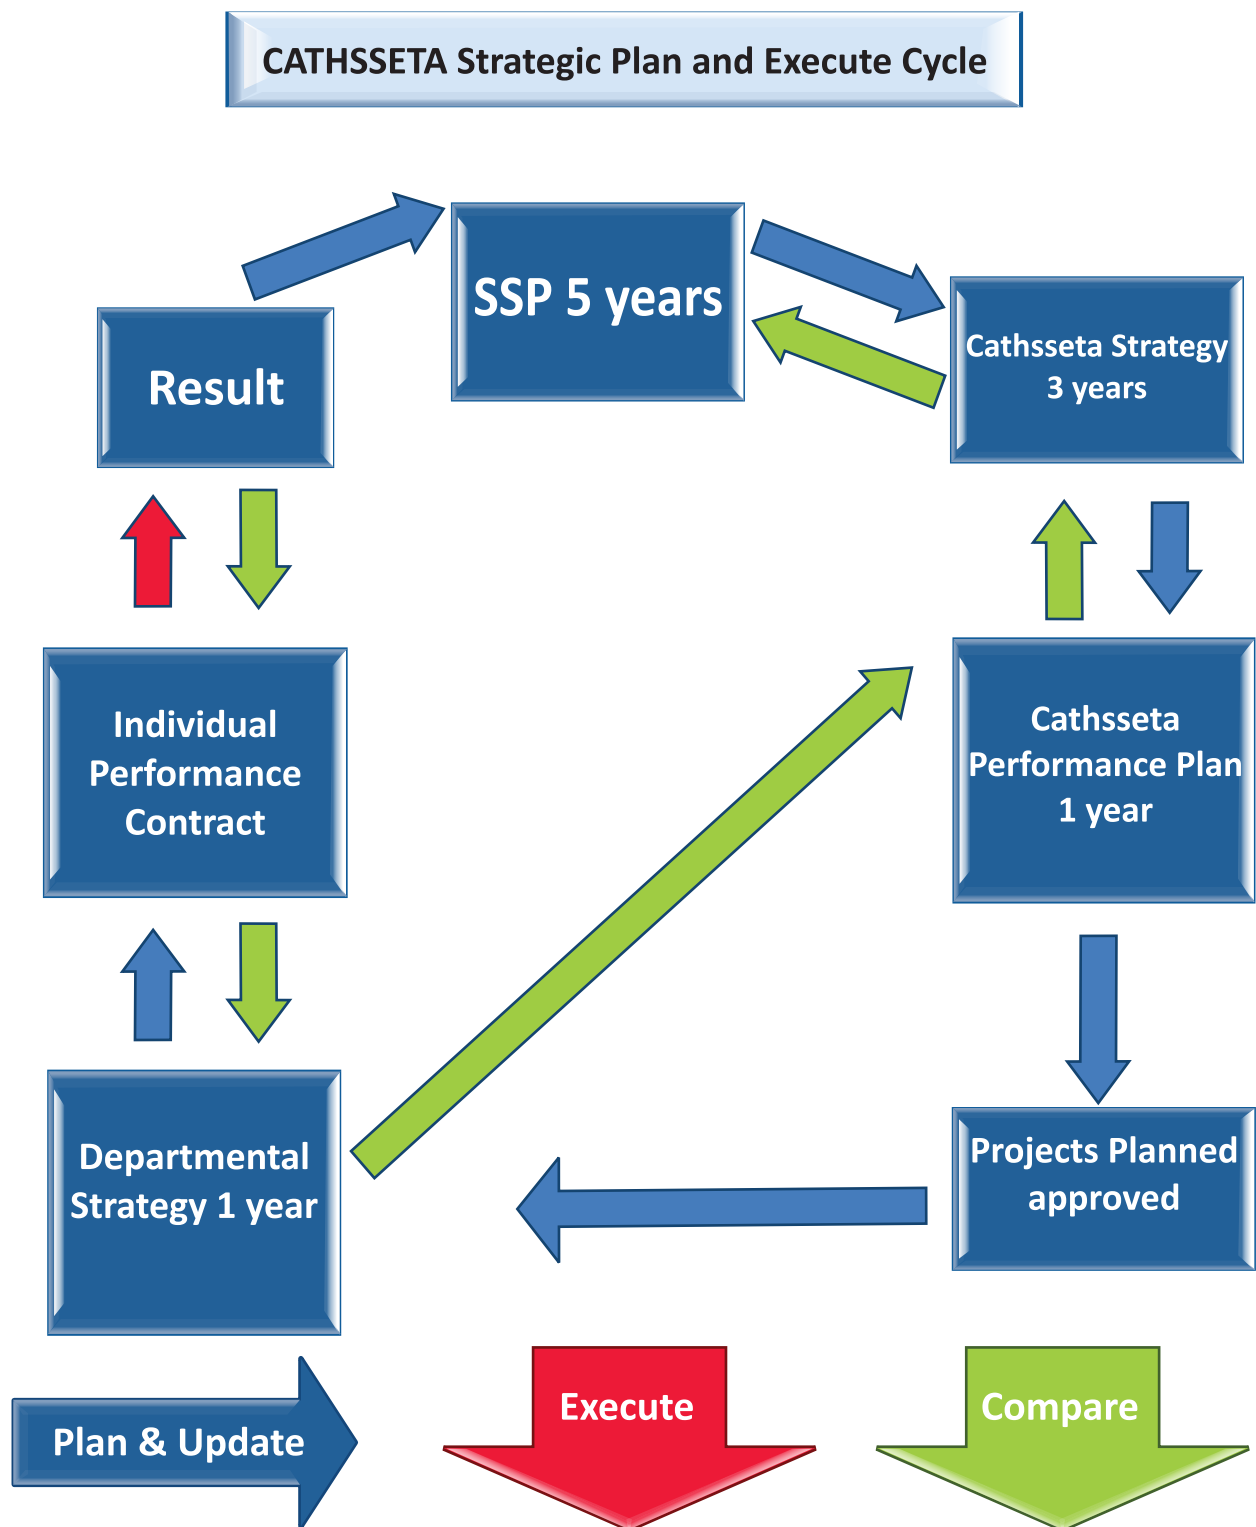 CATHSSETA Strategic Plan and Execute Cycle
SSP 5 years
Cathsseta Strategy
3 years
Result
Individual
Performance
Contract
Cathsseta
Performance Plan
1 year
Departmental
Strategy 1 year
Projects Planned
approved
Plan & Update
Execute
Compare